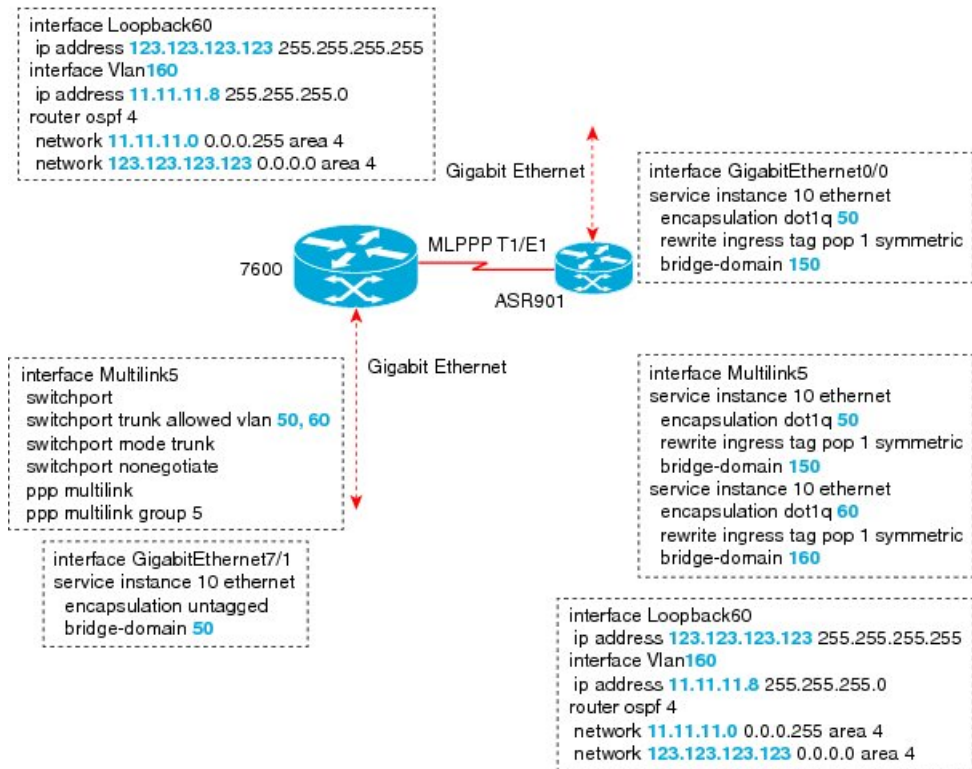 interface Loopback60
ip address 123.123.123.123 255.255.255.255
interface Vlan160
ip address 11.11.11.8 255.255.255.0
router ospf 4
network 11.11.11.0 0.0.0.255 area 4
network 123.123.123.123 0.0.0.0 area 4
Gigabit Ethernet
interface GigabitEthernet0/0
service instance 10 ethernet
encapsulation dot1q 50
rewrite ingress tag pop 1 symmetric
bridge-domain 150
7600
MLPPP T1/E1
ASR901
Gigabit Ethernet
interface Multilink5
switchport
switchport trunk allowed vlan 50, 60
switchport mode trunk
switchport nonegotiate
ppp multilink
ppp multilink group 5
interface GigabitEthernet7/1
service instance 10 ethernet
encapsulation untagged
bridge-domain 50
interface Multilink5
service instance 10 ethernet
encapsulation dot1q 50
rewrite ingress tag pop 1 symmetric
bridge-domain 150
service instance 10 ethernet
encapsulation dot1q 60
rewrite ingress tag pop 1 symmetric
bridge-domain 160
interface Loopback60
ip address 123.123.123.123 255.255.255.255
interface Vlan160
ip address 11.11.11.8 255.255.255.0
router ospf 4
network 11.11.11.0 0.0.0.255 area 4
network 123.123.123.123 0.0.0.0 area 4